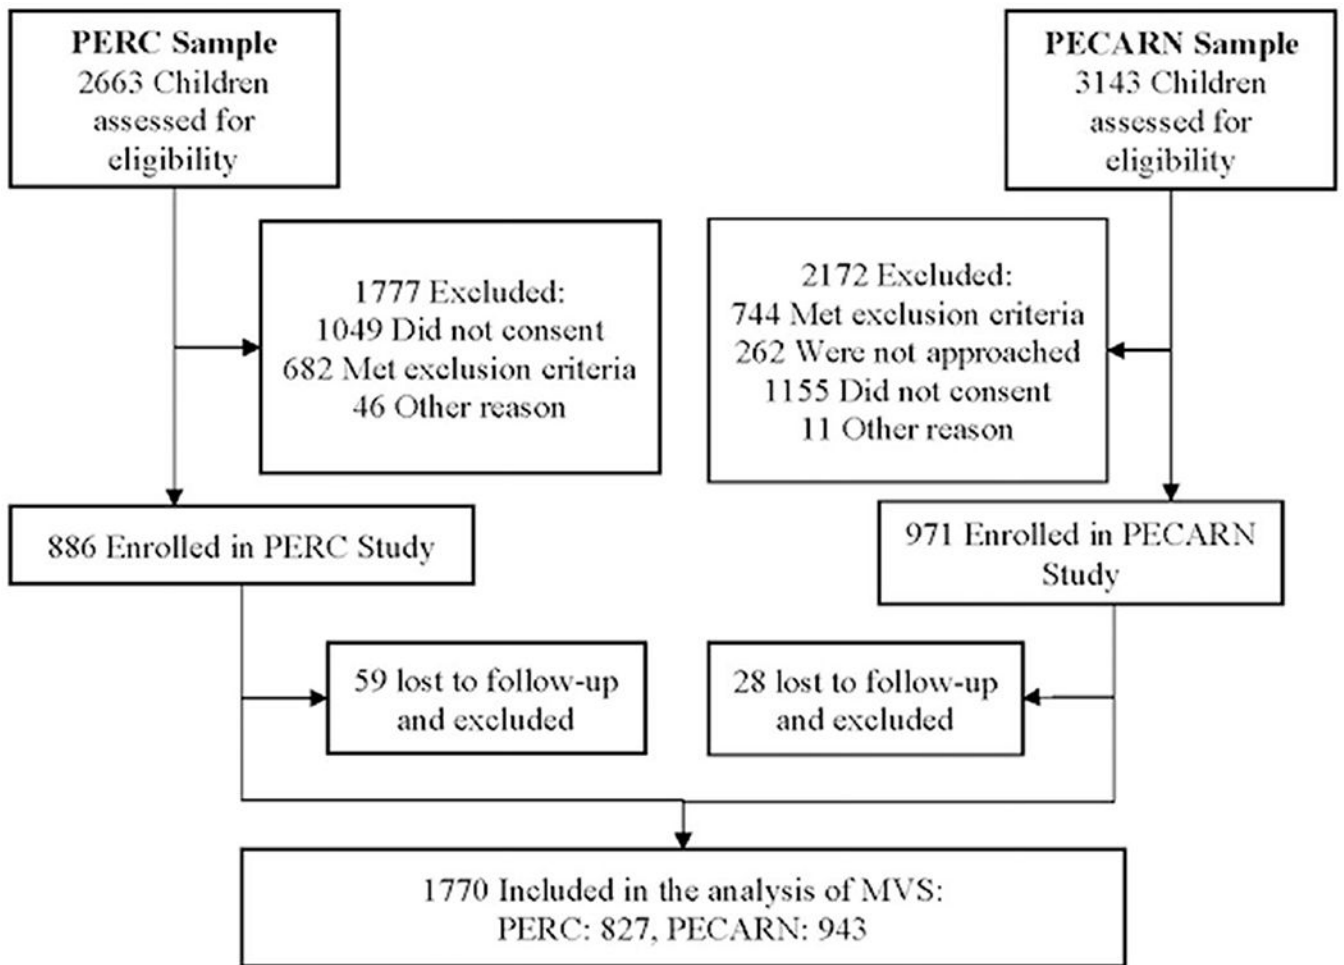 PERC Sample
2663 Children
assessed for
eligibility
PECARN Sample
3143 Children
assessed for
eligibility
1777 Excluded:
1049 Did not consent
682 Met exclusion criteria
46 Other reason
2172 Excluded:
744 Met exclusion criteria
262 Were not approached
1155 Did not consent
11 Other reason
886 Enrolled in PERC Study
971 Enrolled in PECARN
Study
59 lost to follow-up
and excluded
28 lost to follow-up
and excluded
1770 Included in the analysis of MVS:
PERC: 827, PECARN: 943